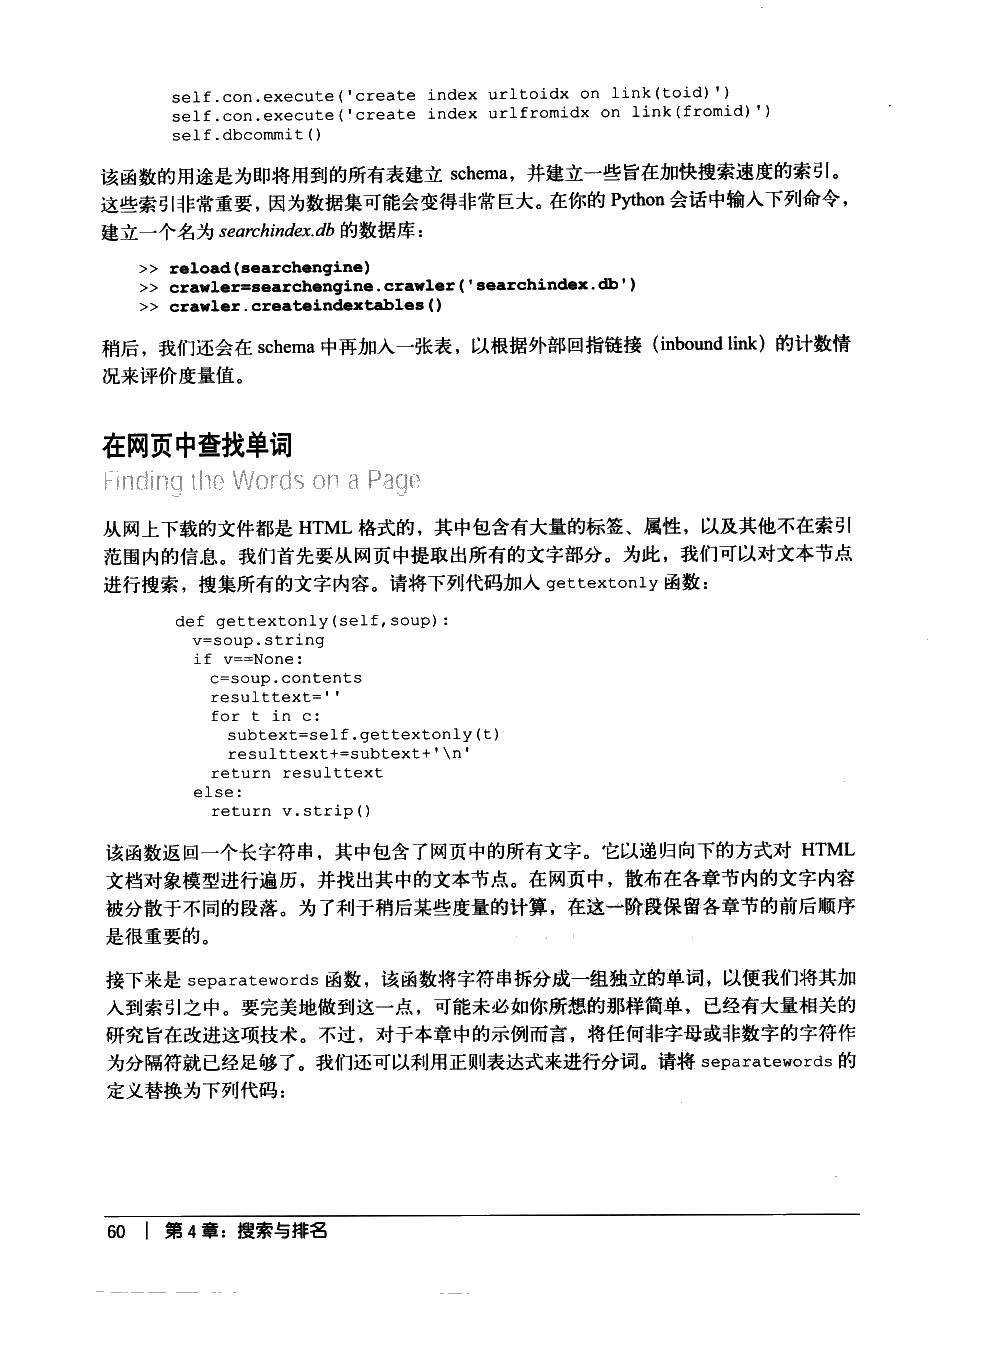 self.con.execute('create index urltoidx on link(toid)')
self.con.execute('create index urlfromidx on link(fromid)')
self.dbcommit()
该函数的用途是为即将用到的所有表建立 schema，并建立一些旨在加快搜索速度的索引。
这些索引非常重要，因为数据集可能会变得非常巨大。在你的 Python 会话中输入下列命令，
建立一个名为 searchindex.db 的数据库：
>> reload(searchengine)
>> crawler=searchengine.crawler('searchindex.db')
>> crawler.createindextables()
稍后，我们还会在 schema 中再加入一张表，以根据外部回指链接（inbound link）的计数情
况来评价度量值。
在网页中查找单词
Finding the Words on a Page
从网上下载的文件都是 HTML 格式的，其中包含有大量的标签、属性，以及其他不在索引
范围内的信息。我们首先要从网页中提取出所有的文字部分。为此，我们可以对文本节点
进行搜索，搜集所有的文字内容。请将下列代码加入 gettextonly 函数：
def gettextonly(self,soup):
  v=soup.string
  if v==None:
    c=soup.contents
    resulttext=''
    for t in c:
      subtext=self.gettextonly(t)
      resulttext+=subtext+'\n'
    return resulttext
  else:
    return v.strip()
该函数返回一个长字符串，其中包含了网页中的所有文字。它以递归向下的方式对 HTML
文档对象模型进行遍历，并找出其中的文本节点。在网页中，散布在各章节内的文字内容
被分散于不同的段落。为了利于稍后某些度量的计算，在这一阶段保留各章节的前后顺序
是很重要的。
接下来是 separatewords 函数，该函数将字符串拆分成一组独立的单词，以便我们将其加
入到索引之中。要完美地做到这一点，可能未必如你所想的那样简单，已经有大量相关的
研究旨在改进这项技术。不过，对于本章中的示例而言，将任何非字母或非数字的字符作
为分隔符就已经足够了。我们还可以利用正则表达式来进行分词。请将 separatewords 的
定义替换为下列代码：
60 | 第 4 章：搜索与排名